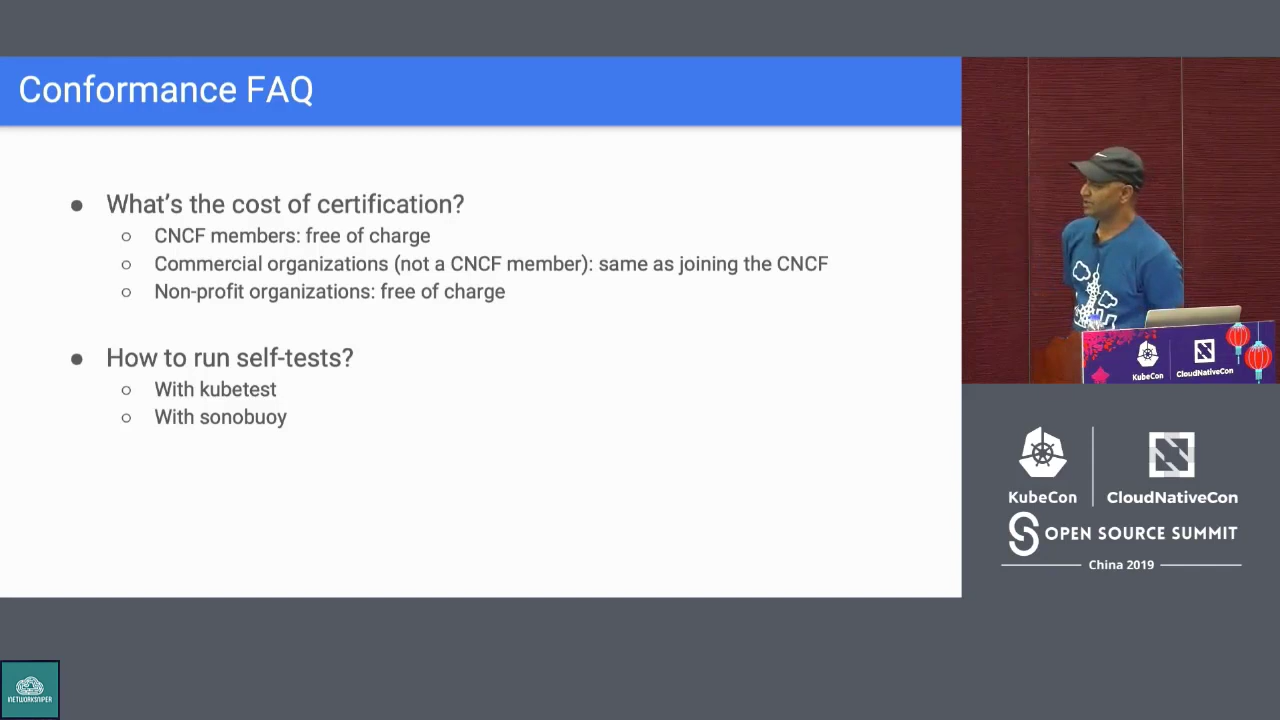 Conformance FAQ
● What's the cost of certification?
○ CNCF members: free of charge
○ Commercial organizations (not a CNCF member): same as joining the CNCF
○ Non-profit organizations: free of charge
● How to run self-tests?
○ With kubetest
○ With sonobuoy
KubeCon
CloudNativeCon
KubeCon
CloudNativeCon
OPEN SOURCE SUMMIT
China 2019
INETWORKSNIPER